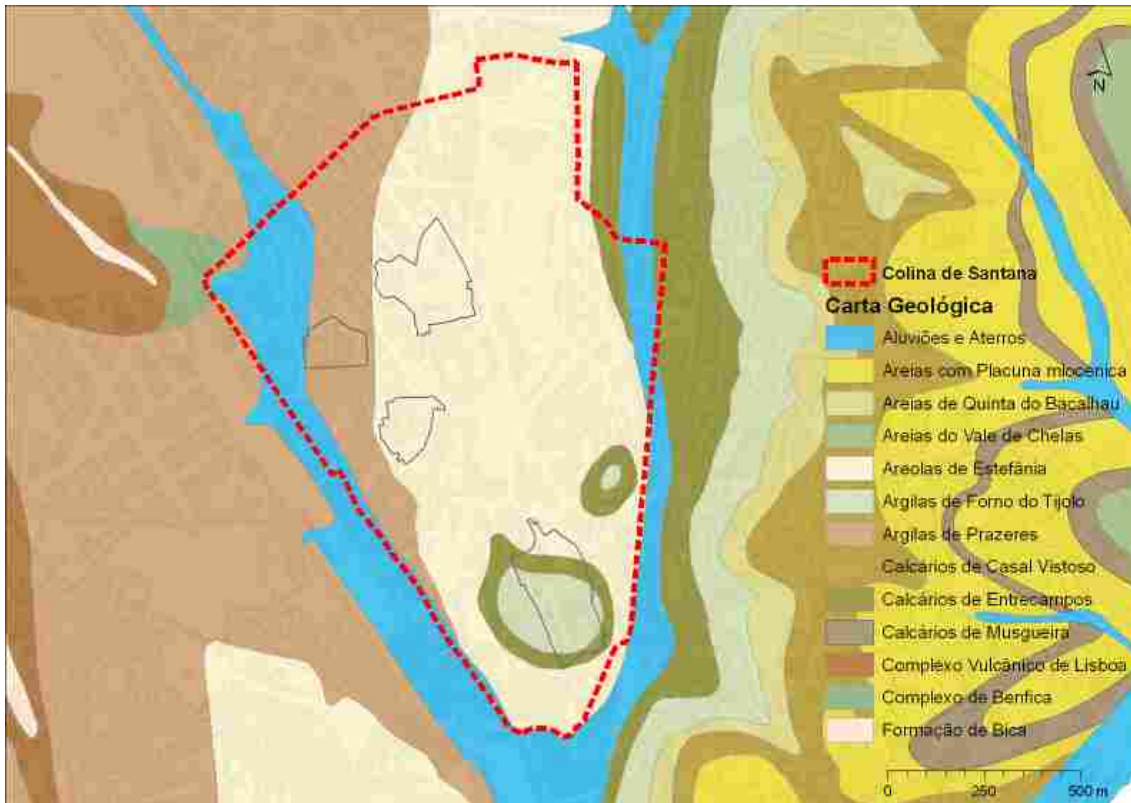 N
Colina de Santana
Carta Geológica
Aluviões e Aterros
Areias com Placuna miocenica
Areias de Quinta do Bacalhau
Areias do Vale de Chelas
Areolas de Estefânia
Argilas de Forno do Tijolo
Argilas de Prazeres
Calcários de Casal Vistoso
Calcários de Entrecampos
Calcários de Musgueira
Complexo Vulcânico de Lisboa
Complexo de Benfica
Formação de Bica
0 250 500 m